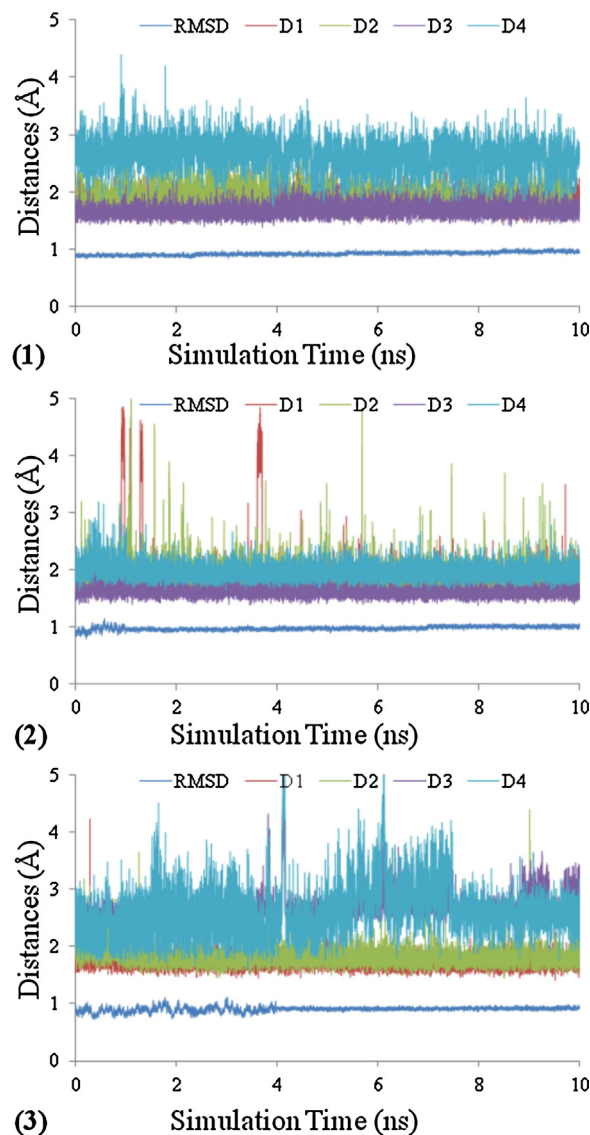 RMSD D1 D2 D3 D4
Distances (Å)
5
4
3
2
1
0
0 2 4 6 8 10
(1) Simulation Time (ns)
RMSD D1 D2 D3 D4
Distances (Å)
5
4
3
2
1
0
0 2 4 6 8 10
(2) Simulation Time (ns)
RMSD D1 D2 D3 D4
Distances (Å)
5
4
3
2
1
0
0 2 4 6 8 10
(3) Simulation Time (ns)